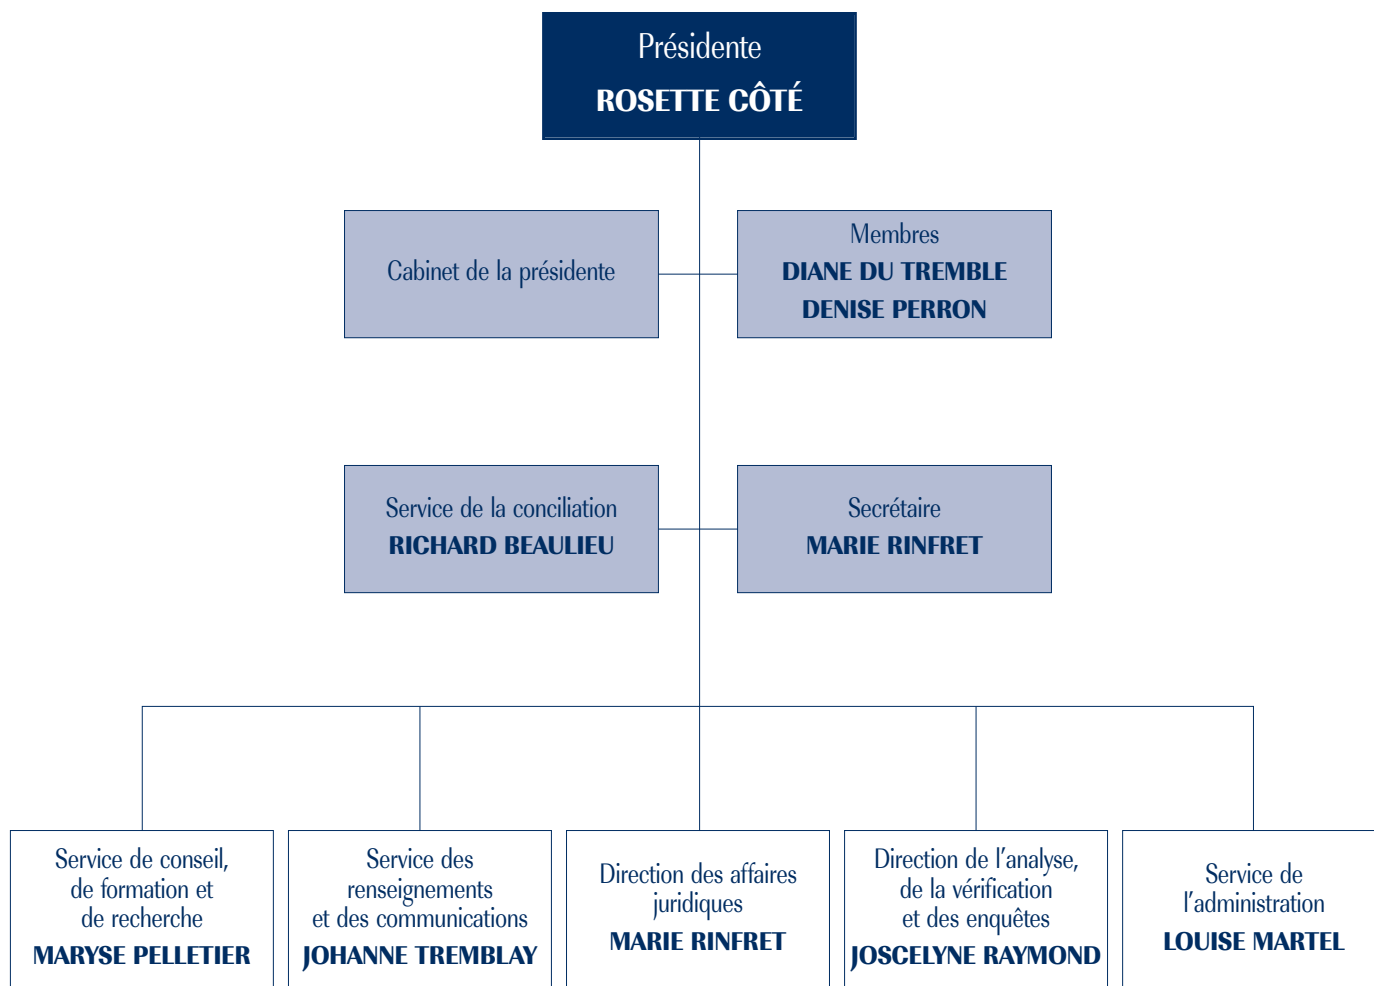 Présidente
ROSETTE CÔTÉ
Cabinet de la présidente
Membres
DIANE DU TREMBLE
DENISE PERRON
Service de la conciliation
RICHARD BEAULIEU
Secrétaire
MARIE RINFRET
Service de conseil,
de formation et
de recherche
MARYSE PELLETIER
Service des
renseignements
et des communications
JOHANNE TREMBLAY
Direction des affaires
juridiques
MARIE RINFRET
Direction de l'analyse,
de la vérification
et des enquêtes
JOSCELYNE RAYMOND
Service de
l'administration
LOUISE MARTEL